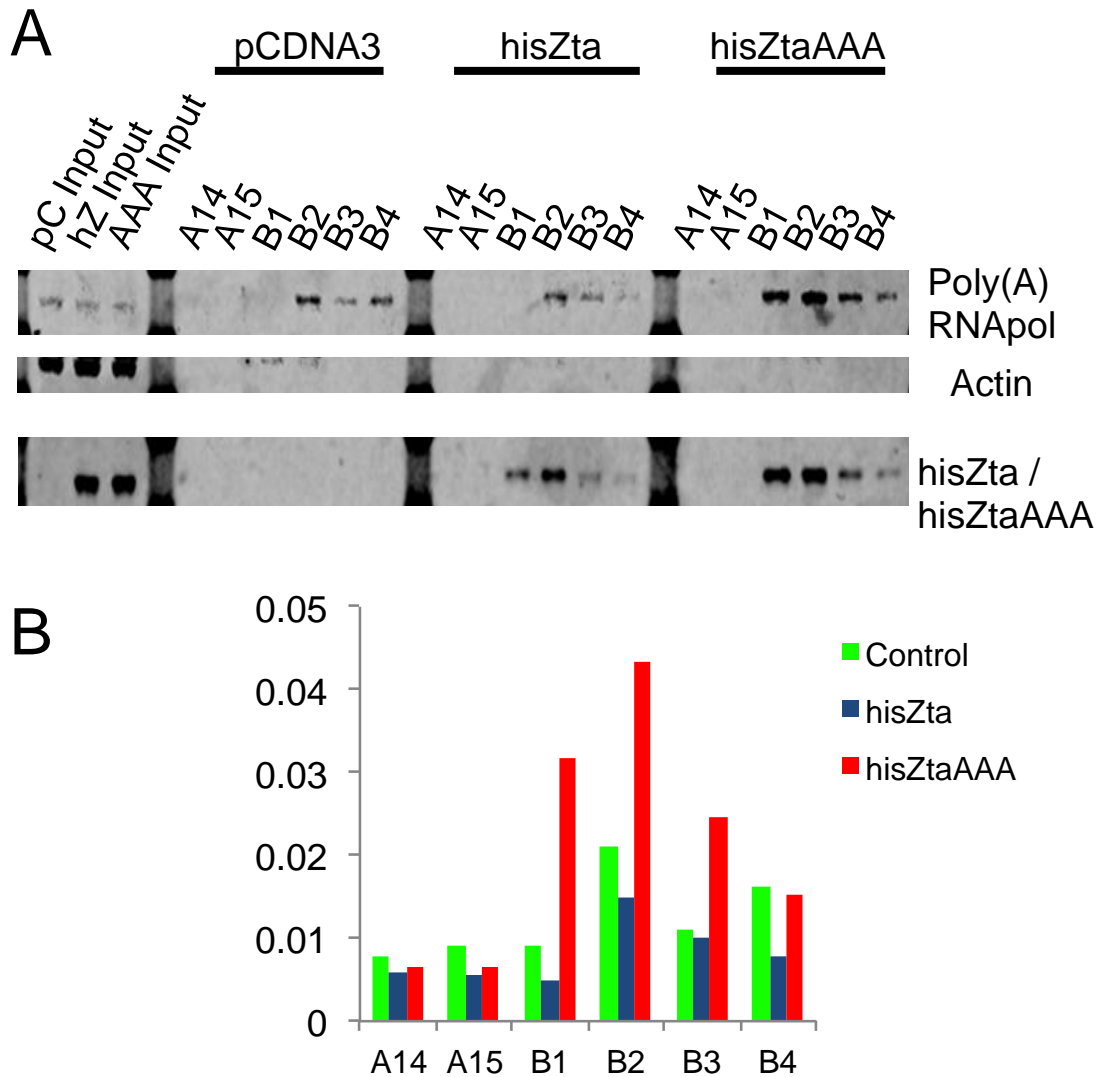 A
pCDNA3 hisZta hisZtaAAA
pC Input hZ Input AAA Input A14 A15 B1 B2 B3 B4 A14 A15 B1 B2 B3 B4 A14 A15 B1 B2 B3 B4
Poly(A)
RNApol
Actin
hisZta /
hisZtaAAA
B
0.05
0.04
0.03
0.02
0.01
0
Control
hisZta
hisZtaAAA
A14 A15 B1 B2 B3 B4